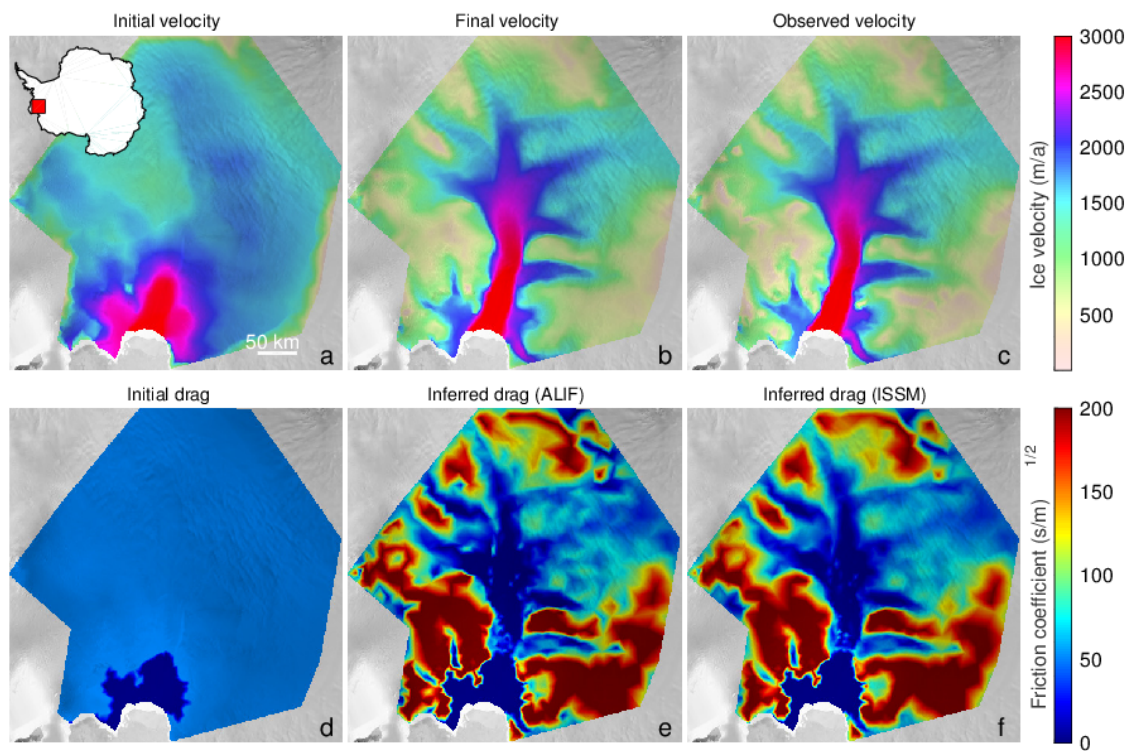 Initial velocity
Final velocity
Observed velocity
50 km
a
b
c
3000
2500
2000
1500
1000
500
Ice velocity (m/a)
Initial drag
Inferred drag (ALIF)
Inferred drag (ISSM)
d
e
f
200
150
100
50
0
Friction coefficient (s/m) 1/2